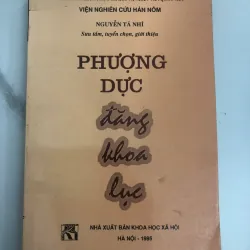 VIỆN NGHIÊN CỨU HÁN NÔM
NGUYỄN TÁ NHÍ
Sưu tầm, tuyển chọn, giới thiệu
PHƯỢNG
DỰC
đăng
khoa
lục
NHÀ XUẤT BẢN KHOA HỌC XÃ HỘI
HÀ NỘI - 1995